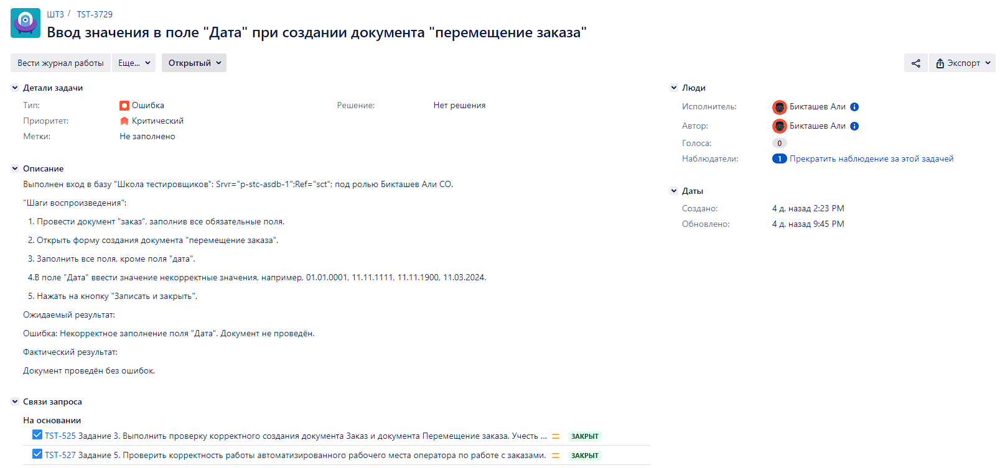 ШТ3 / TST-3729
Ввод значения в поле "Дата" при создании документа "перемещение заказа"
Вести журнал работы Еще... Открытый Экспорт
Детали задачи
Тип: Ошибка Решение: Нет решения
Приоритет: Критический
Метки: Не заполнено
Описание
Выполнен вход в базу "Школа тестировщиков": Srvr="p-stc-asdb-1";Ref="sct"; под ролью Бикташев Али СО.
"Шаги воспроизведения":
1. Провести документ "заказ", заполнив все обязательные поля.
2. Открыть форму создания документа "перемещение заказа".
3. Заполнить все поля, кроме поля "дата".
4.В поле "Дата" ввести значение некорректные значения, например, 01.01.0001, 11.11.1111, 11.11.1900, 11.03.2024.
5. Нажать на кнопку "Записать и закрыть".
Ожидаемый результат:
Ошибка: Некорректное заполнение поля "Дата". Документ не проведён.
Фактический результат:
Документ проведён без ошибок.
Связи запроса
На основании
TST-525 Задание 3. Выполнить проверку корректного создания документа Заказ и документа Перемещение заказа. Учесть ... ЗАКРЫТ
TST-527 Задание 5. Проверить корректность работы автоматизированного рабочего места оператора по работе с заказами. ЗАКРЫТ
Люди
Исполнитель: Бикташев Али
Автор: Бикташев Али
Голоса: 0
Наблюдатели: 1 Прекратить наблюдение за этой задачей
Даты
Создано: 4 д. назад 2:23 PM
Обновлено: 4 д. назад 9:45 PM